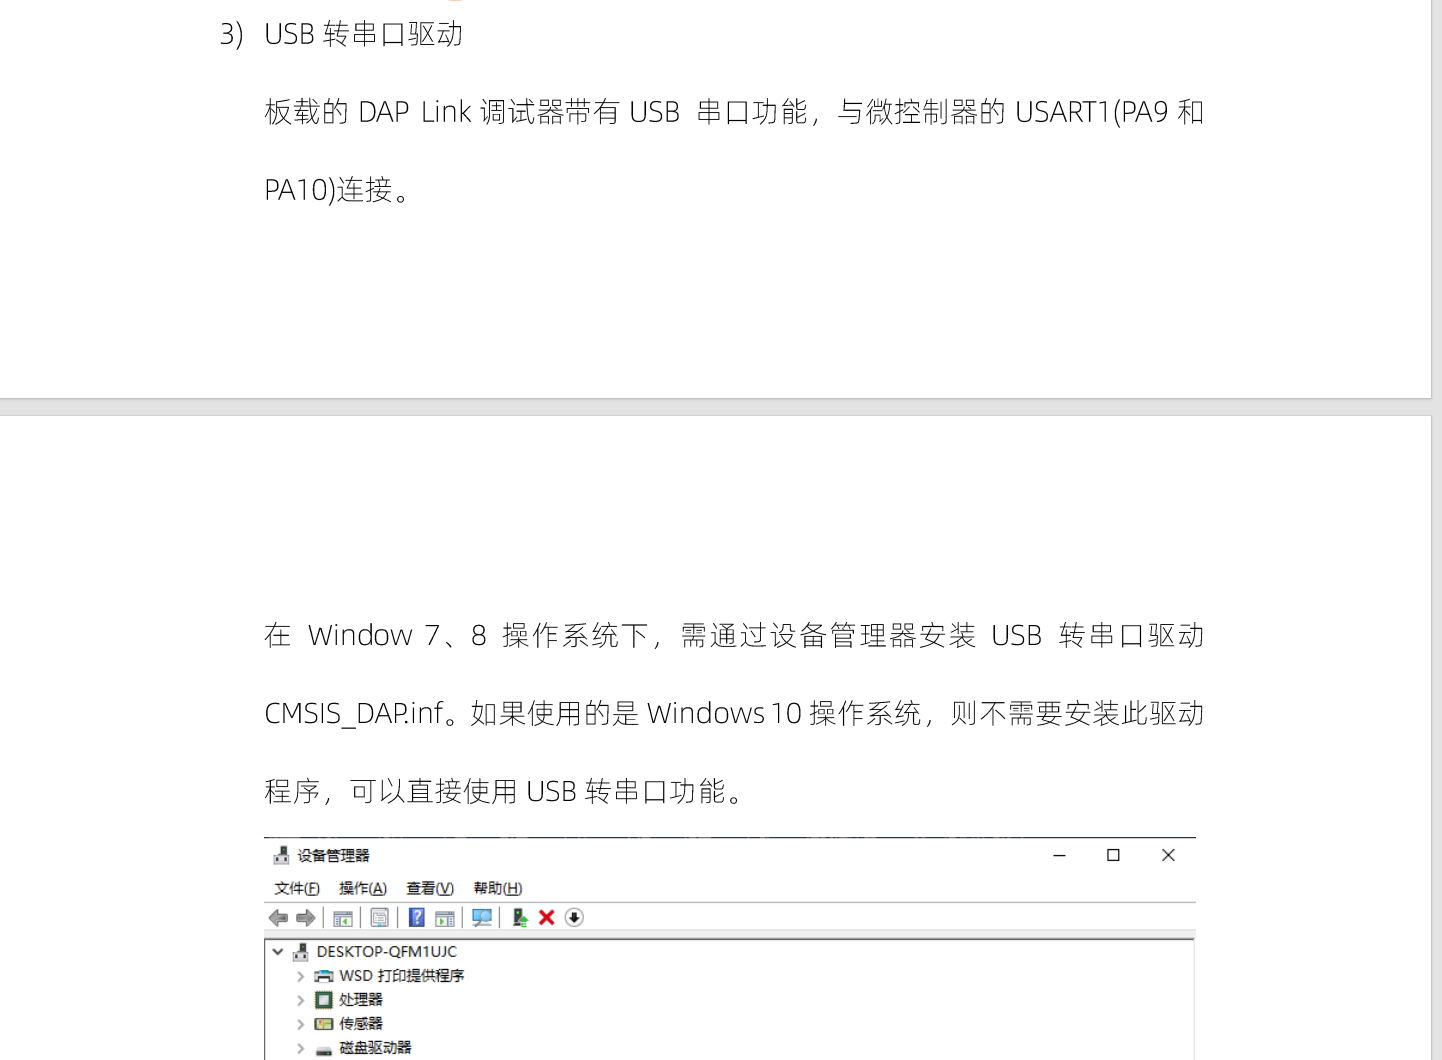 3) USB 转串口驱动
板载的 DAP Link 调试器带有 USB 串口功能，与微控制器的 USART1(PA9 和
PA10)连接。
在 Window 7、8 操作系统下，需通过设备管理器安装 USB 转串口驱动
CMSIS_DAP.inf。如果使用的是 Windows 10 操作系统，则不需要安装此驱动
程序，可以直接使用 USB 转串口功能。
设备管理器
文件(F) 操作(A) 查看(V) 帮助(H)
DESKTOP-QFM1UJC
WSD 打印提供程序
处理器
传感器
磁盘驱动器